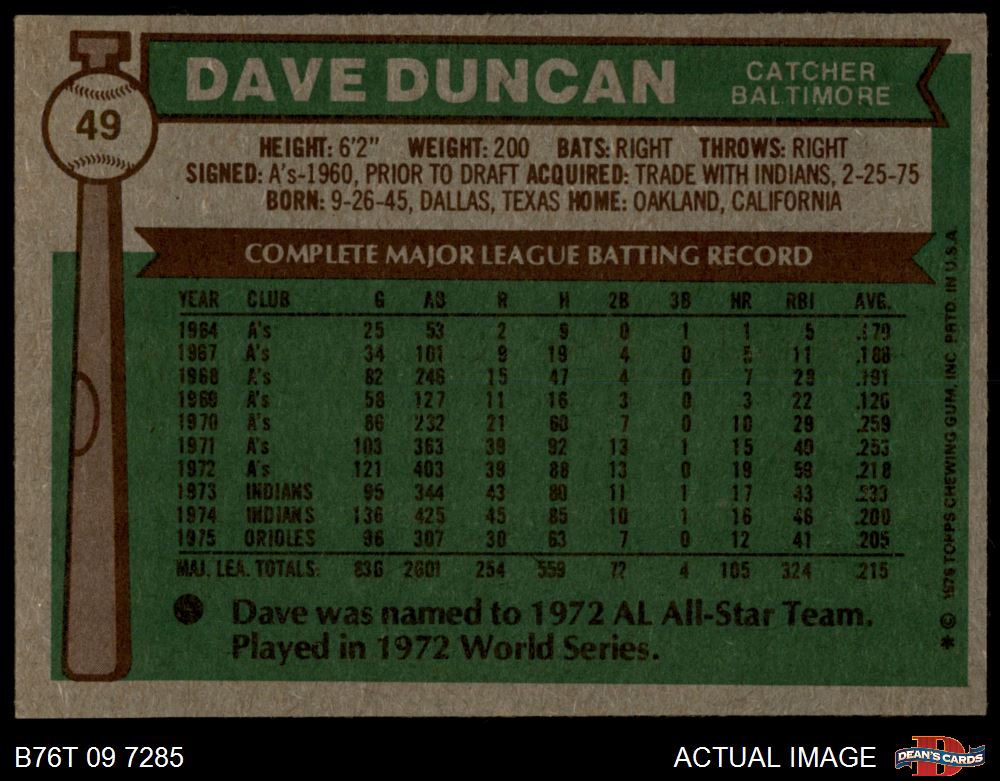 DAVE DUNCAN
CATCHER
BALTIMORE
49
HEIGHT: 6'2" WEIGHT: 200 BATS: RIGHT THROWS: RIGHT
SIGNED: A's-1960, PRIOR TO DRAFT ACQUIRED: TRADE WITH INDIANS, 2-25-75
BORN: 9-26-45, DALLAS, TEXAS HOME: OAKLAND, CALIFORNIA
COMPLETE MAJOR LEAGUE BATTING RECORD
YEAR CLUB G AB R H 2B 3B HR RBI AVG.
1964 A's 25 53 2 9 0 1 1 5 .170
1967 A's 34 101 9 19 4 0 5 11 .188
1968 A's 82 246 15 47 4 0 7 28 .191
1969 A's 58 127 11 16 3 0 3 22 .126
1970 A's 86 232 21 60 7 0 10 29 .259
1971 A's 103 363 39 92 13 1 15 40 .253
1972 A's 121 403 39 88 13 0 19 59 .218
1973 INDIANS 95 344 43 80 11 1 17 43 .233
1974 INDIANS 136 425 45 85 10 1 16 46 .200
1975 ORIOLES 96 307 30 63 7 0 12 41 .205
MAJ. LEA. TOTALS: 836 2601 254 559 72 4 105 324 .215
Dave was named to 1972 AL All-Star Team.
Played in 1972 World Series.
* © 1976 TOPPS CHEWING GUM, INC. PRTD. IN U.S.A.
B76T 09 7285
ACTUAL IMAGE
D
DEAN'S CARDS